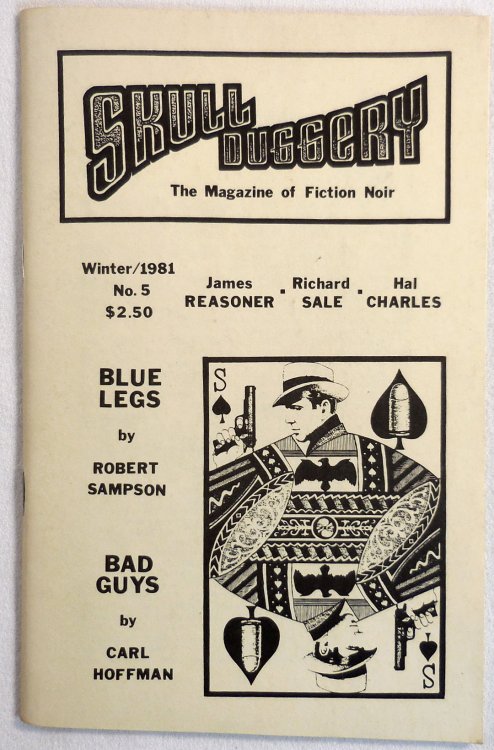 SKULL
DUGGERY
The Magazine of Fiction Noir
Winter/1981
No. 5
$2.50
James REASONER · Richard SALE · Hal CHARLES
BLUE
LEGS
by
ROBERT
SAMPSON
BAD
GUYS
by
CARL
HOFFMAN
S
S